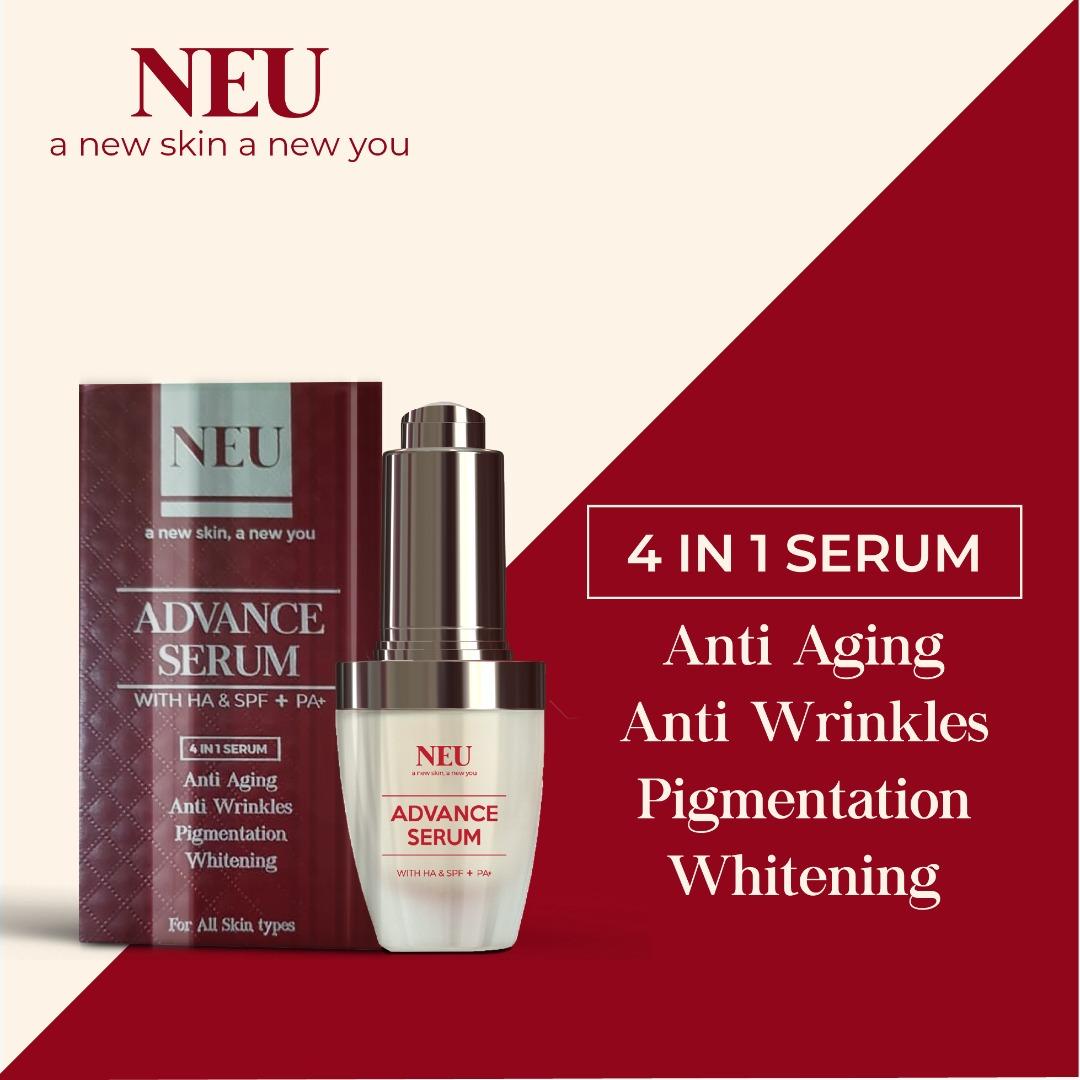 NEU
a new skin a new you
NEU
a new skin, a new you
ADVANCE
SERUM
WITH HA & SPF + PA+
4 IN 1 SERUM
Anti Aging
Anti Wrinkles
Pigmentation
Whitening
For All Skin types
NEU
a new skin, a new you
ADVANCE
SERUM
WITH HA & SPF + PA+
4 IN 1 SERUM
Anti Aging
Anti Wrinkles
Pigmentation
Whitening